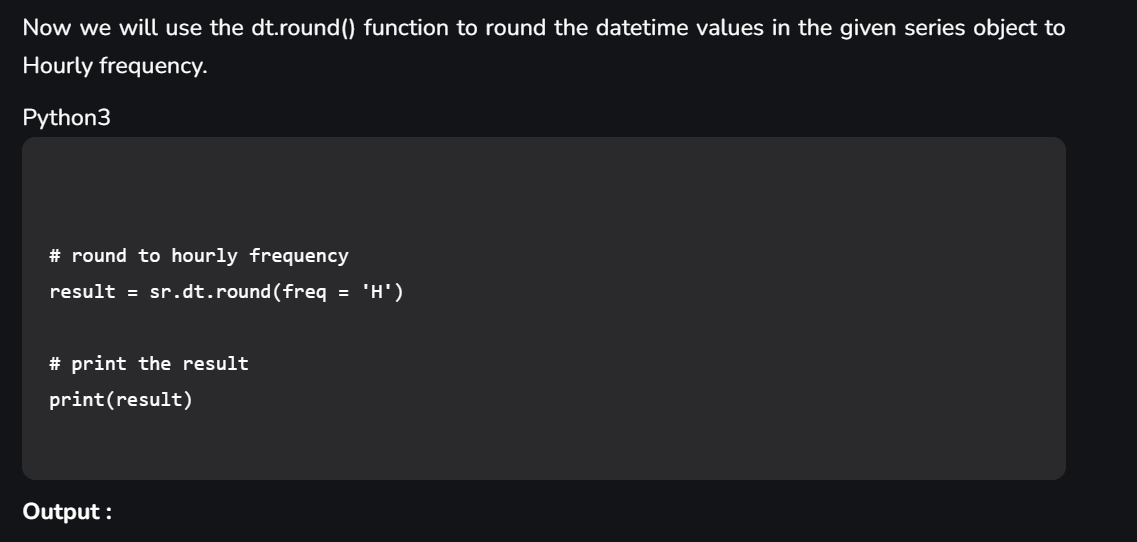 Now we will use the dt.round() function to round the datetime values in the given series object to
Hourly frequency.
Python3
# round to hourly frequency
result = sr.dt.round(freq = 'H')
# print the result
print(result)
Output :